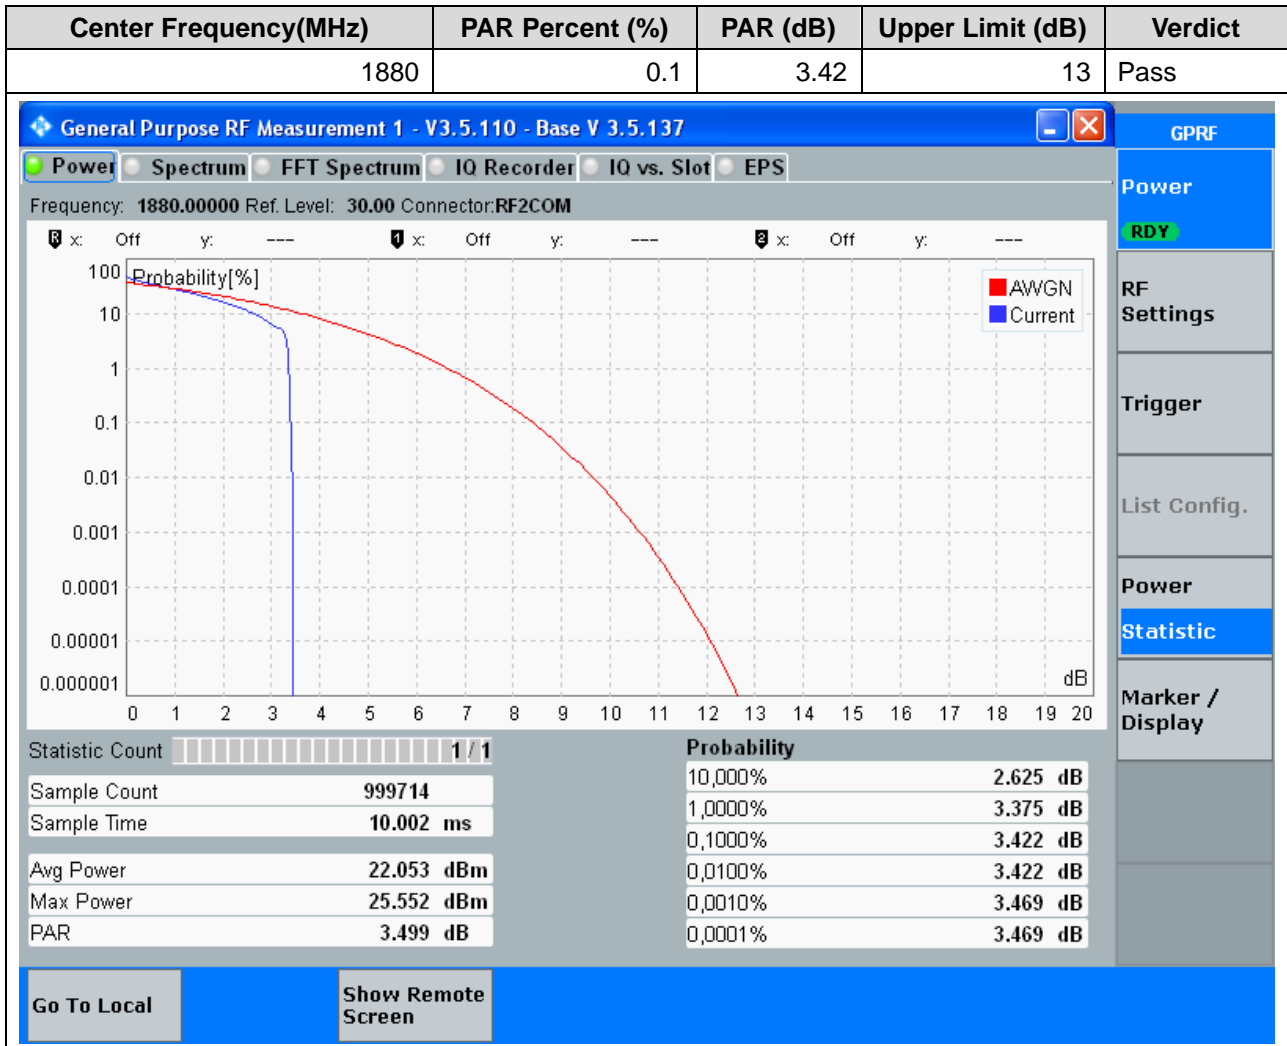 Center Frequency(MHz) PAR Percent (%) PAR (dB) Upper Limit (dB) Verdict
1880 0.1 3.42 13 Pass
General Purpose RF Measurement 1 - V3.5.110 - Base V 3.5.137
GPRF
Power Spectrum FFT Spectrum IQ Recorder IQ vs. Slot EPS
Frequency: 1880.00000 Ref. Level: 30.00 Connector:RF2COM
R x: Off y: --- 1 x: Off y: --- 2 x: Off y: ---
Probability[%]
AWGN
Current
100
10
1
0.1
0.01
0.001
0.0001
0.00001
0.000001
dB
0 1 2 3 4 5 6 7 8 9 10 11 12 13 14 15 16 17 18 19 20
Statistic Count 1 / 1
Sample Count 999714
Sample Time 10.002 ms
Avg Power 22.053 dBm
Max Power 25.552 dBm
PAR 3.499 dB
Probability
10,000% 2.625 dB
1,0000% 3.375 dB
0,1000% 3.422 dB
0,0100% 3.422 dB
0,0010% 3.469 dB
0,0001% 3.469 dB
Power
RDY
RF
Settings
Trigger
List Config.
Power
Statistic
Marker /
Display
Go To Local
Show Remote
Screen